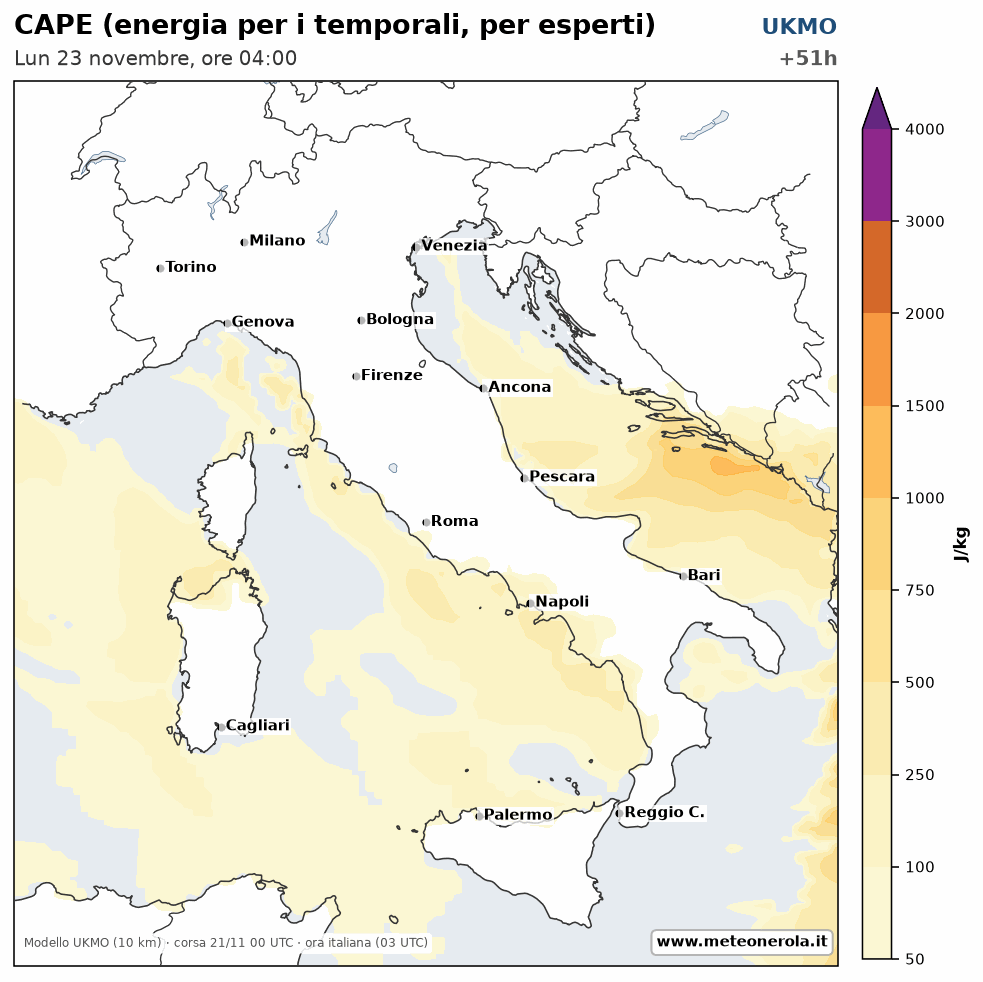 CAPE (energia per i temporali, per esperti)
UKMO
Lun 23 novembre, ore 04:00
+51h
Milano
Venezia
Torino
Genova
Bologna
Firenze
Ancona
Pescara
Roma
Bari
Napoli
Cagliari
Palermo
Reggio C.
4000
3000
2000
1500
1000
750
500
250
100
50
J/kg
Modello UKMO (10 km) · corsa 21/11 00 UTC · ora italiana (03 UTC)
www.meteonerola.it